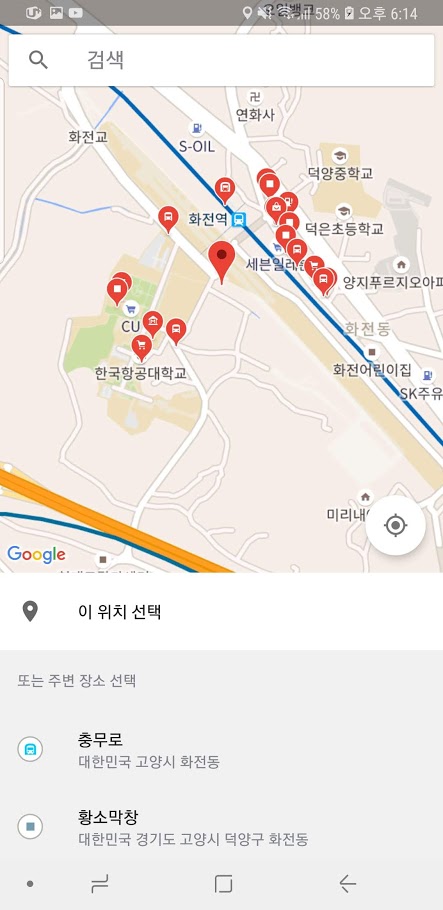 58% 오후 6:14
검색
연화사
화전교
S-OIL
덕양중학교
화전역
덕은초등학교
세븐일레븐
양지푸르지오아파
CU
화전동
한국항공대학교
화전어린이집
SK주유
미리내
Google
이 위치 선택
또는 주변 장소 선택
충무로
대한민국 고양시 화전동
황소막창
대한민국 경기도 고양시 덕양구 화전동